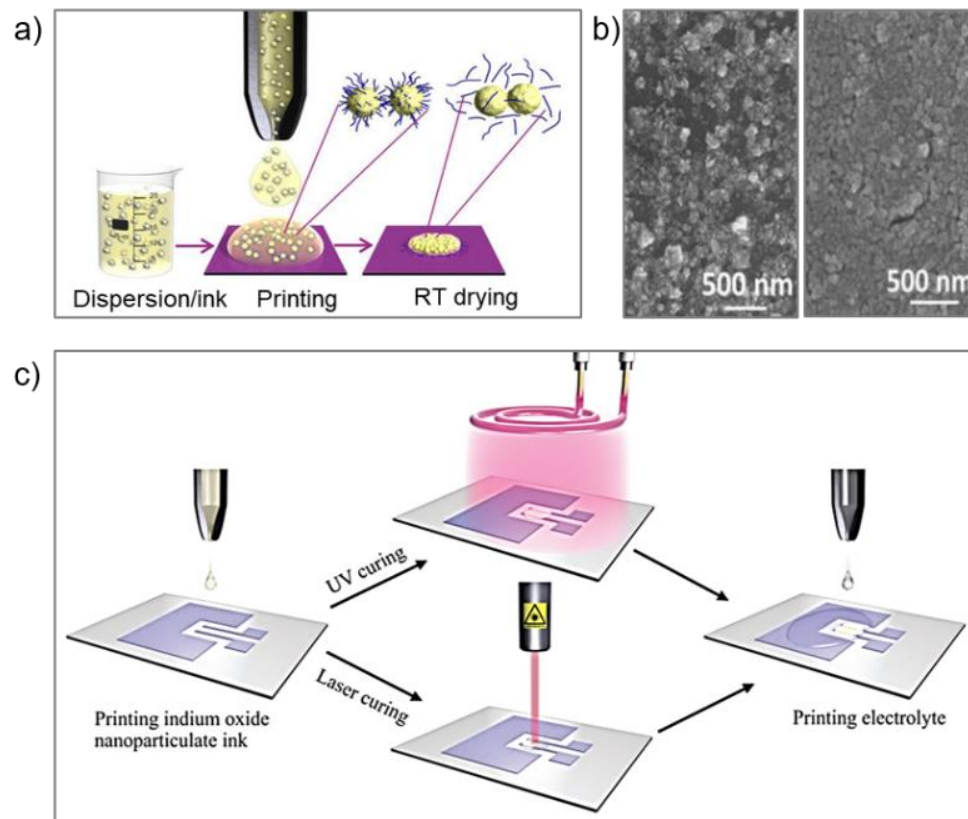 a)
Dispersion/ink
Printing
RT drying
b)
500 nm
500 nm
c)
UV curing
Laser curing
Printing indium oxide
nanoparticulate ink
Printing electrolyte